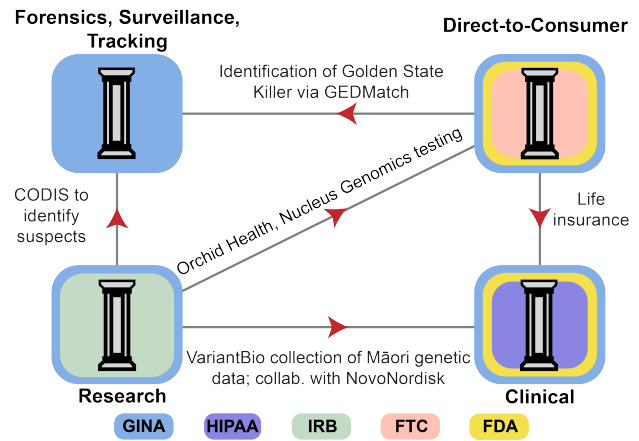 Forensics, Surveillance,
Tracking
Direct-to-Consumer
Identification of Golden State
Killer via GEDMatch
Orchid Health, Nucleus Genomics testing
CODIS to
identify
suspects
Life
insurance
VariantBio collection of Māori genetic
data; collab. with NovoNordisk
Research
Clinical
GINA
HIPAA
IRB
FTC
FDA